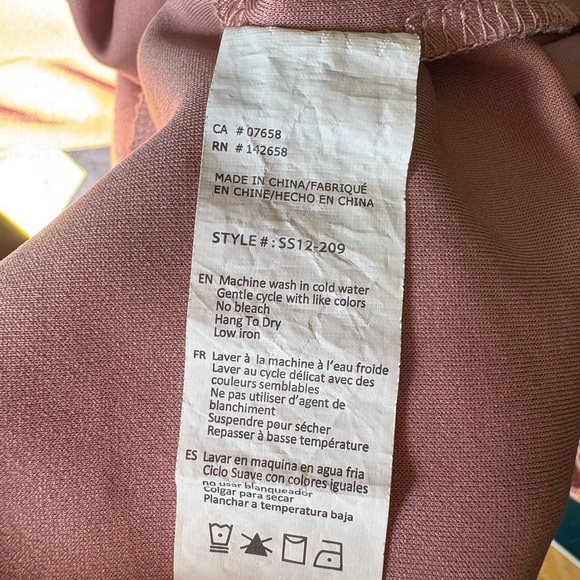 CA # 07658
RN # 142658
MADE IN CHINA/FABRIQUÉ
EN CHINE/HECHO EN CHINA
STYLE # : SS12-209
EN Machine wash in cold water
Gentle cycle with like colors
No bleach
Hang To Dry
Low iron
FR Laver à la machine à l'eau froide
Laver au cycle délicat avec des
couleurs semblables
Ne pas utiliser d'agent de
blanchiment
Suspendre pour sécher
Repasser à basse température
ES Lavar en maquina en agua fria
Ciclo Suave con colores iguales
no usar blanqueador
Colgar para secar
Planchar a temperatura baja